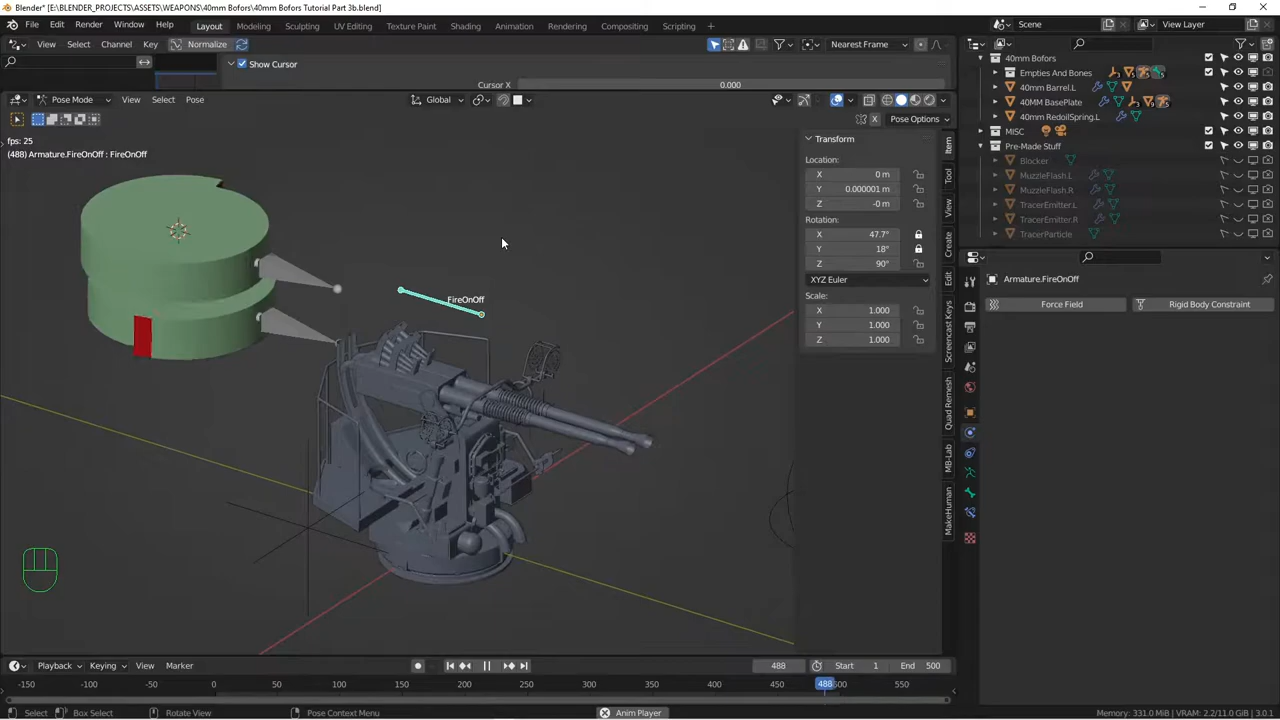 Blender* [E:\BLENDER_PROJECTS\ASSETS\WEAPONS\40mm Bofors\40mm Bofors Tutorial Part 3b.blend]
File Edit Render Window Help Layout Modeling Sculpting UV Editing Texture Paint Shading Animation Rendering Compositing Geometry Nodes Scripting Scene View Layer
View Select Channel Key Normalize Nearest Frame
Show Cursor
Cursor X 0.000
40mm Bofors
Empties And Bones
40mm Barrel.L
40MM BasePlate
40mm RedoilSpring.L
MISC
Pre-Made Stuff
Blocker
MuzzleFlash.L
MuzzleFlash.R
TracerEmitter.L
TracerEmitter.R
TracerParticle
Pose Mode View Select Pose Global
Pose Options
fps: 25
(488) Armature.FireOnOff : FireOnOff
FireOnOff
Transform
Location:
X 0 m
Y 0.000001 m
Z -0 m
Rotation:
X 47.7°
Y 18°
Z 90°
XYZ Euler
Scale:
X 1.000
Y 1.000
Z 1.000
Item
Tool
View
Create
Edit
Screencast Keys
Quad Remesh
MB-Lab
MakeHuman
Armature.FireOnOff
Force Field Rigid Body Constraint
Playback Keying View Marker 488 Start 1 End 500
-150 -100 -50 0 50 100 150 200 250 300 350 400 450 488 500 550
Select Box Select Rotate View Pose Context Menu Anim Player Memory: 331.0 MiB | VRAM: 2.2/11.0 GiB | 3.0.1